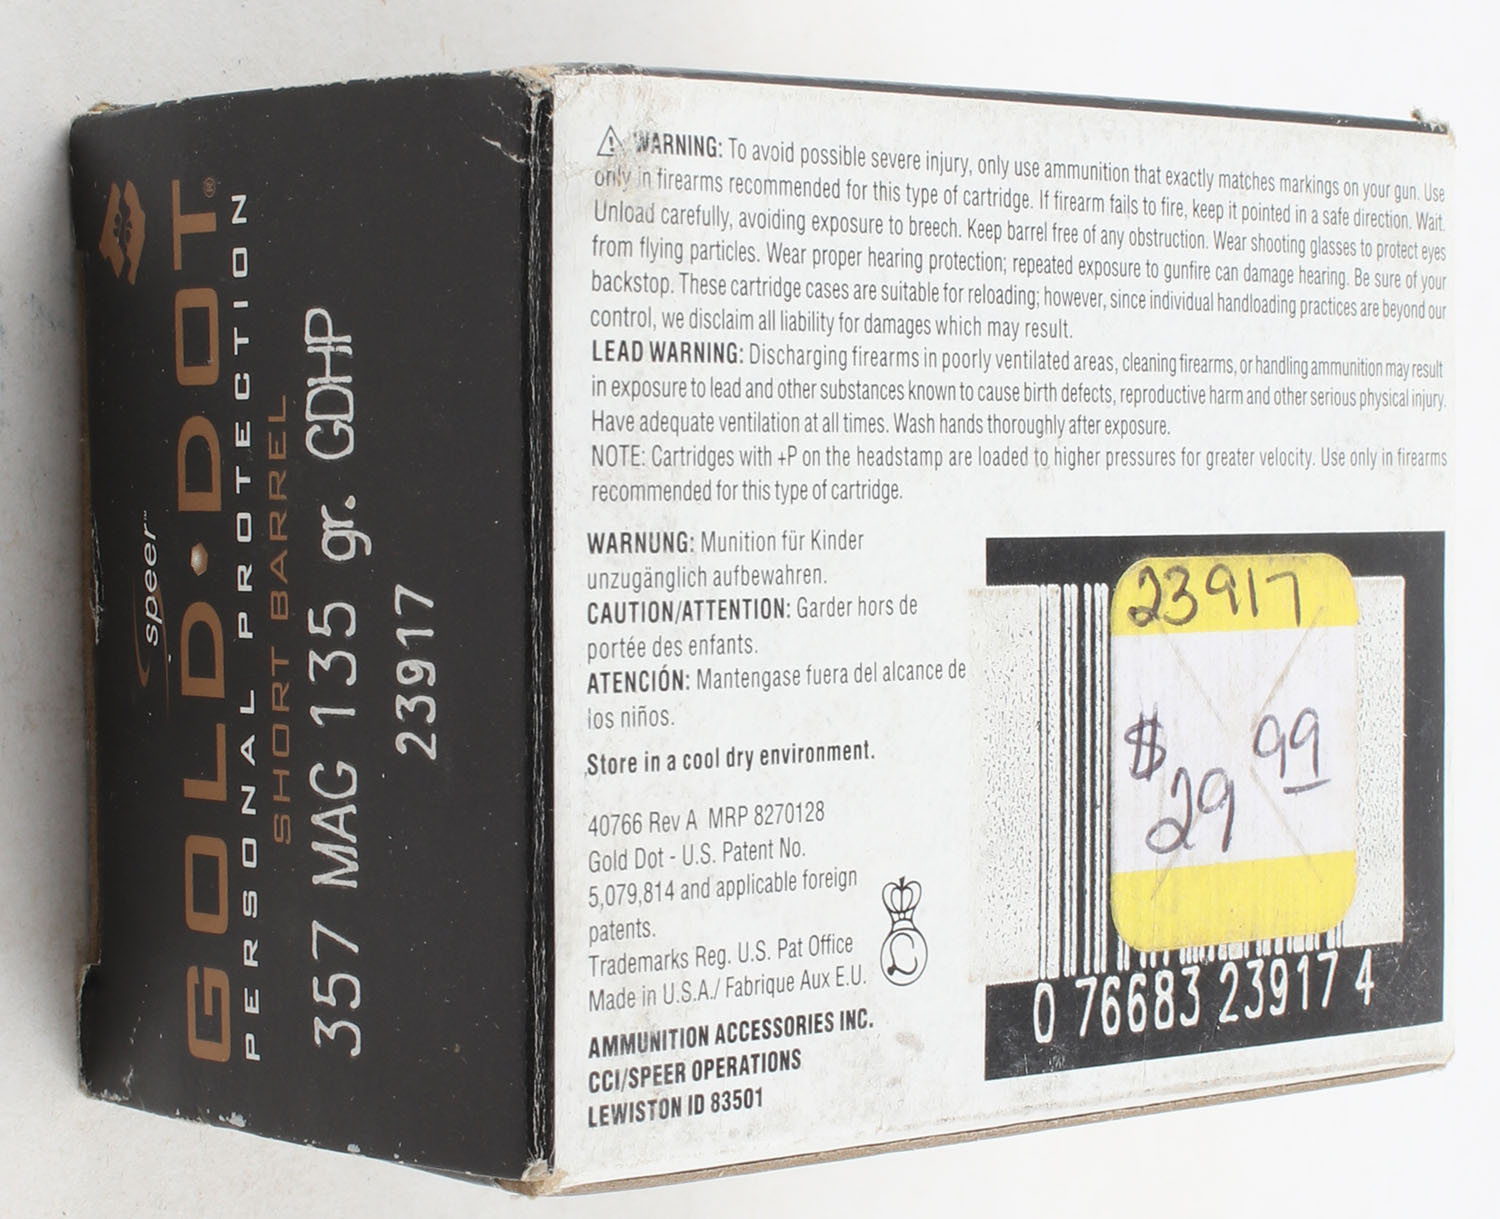 speer™
GOLD DOT®
PERSONAL PROTECTION
SHORT BARREL
357 MAG 135 gr. GDHP
23917
WARNING: To avoid possible severe injury, only use ammunition that exactly matches markings on your gun. Use
only in firearms recommended for this type of cartridge. If firearm fails to fire, keep it pointed in a safe direction. Wait.
Unload carefully, avoiding exposure to breech. Keep barrel free of any obstruction. Wear shooting glasses to protect eyes
from flying particles. Wear proper hearing protection; repeated exposure to gunfire can damage hearing. Be sure of your
backstop. These cartridge cases are suitable for reloading; however, since individual handloading practices are beyond our
control, we disclaim all liability for damages which may result.
LEAD WARNING: Discharging firearms in poorly ventilated areas, cleaning firearms, or handling ammunition may result
in exposure to lead and other substances known to cause birth defects, reproductive harm and other serious physical injury.
Have adequate ventilation at all times. Wash hands thoroughly after exposure.
NOTE: Cartridges with +P on the headstamp are loaded to higher pressures for greater velocity. Use only in firearms
recommended for this type of cartridge.
WARNUNG: Munition für Kinder
unzugänglich aufbewahren.
CAUTION/ATTENTION: Garder hors de
portée des enfants.
ATENCIÓN: Mantengase fuera del alcance de
los niños.
Store in a cool dry environment.
40766 Rev A MRP 8270128
Gold Dot - U.S. Patent No.
5,079,814 and applicable foreign
patents.
Trademarks Reg. U.S. Pat Office
Made in U.S.A./ Fabrique Aux E.U.
L
AMMUNITION ACCESSORIES INC.
CCI/SPEER OPERATIONS
LEWISTON ID 83501
23917
$29 99
0 76683 23917 4